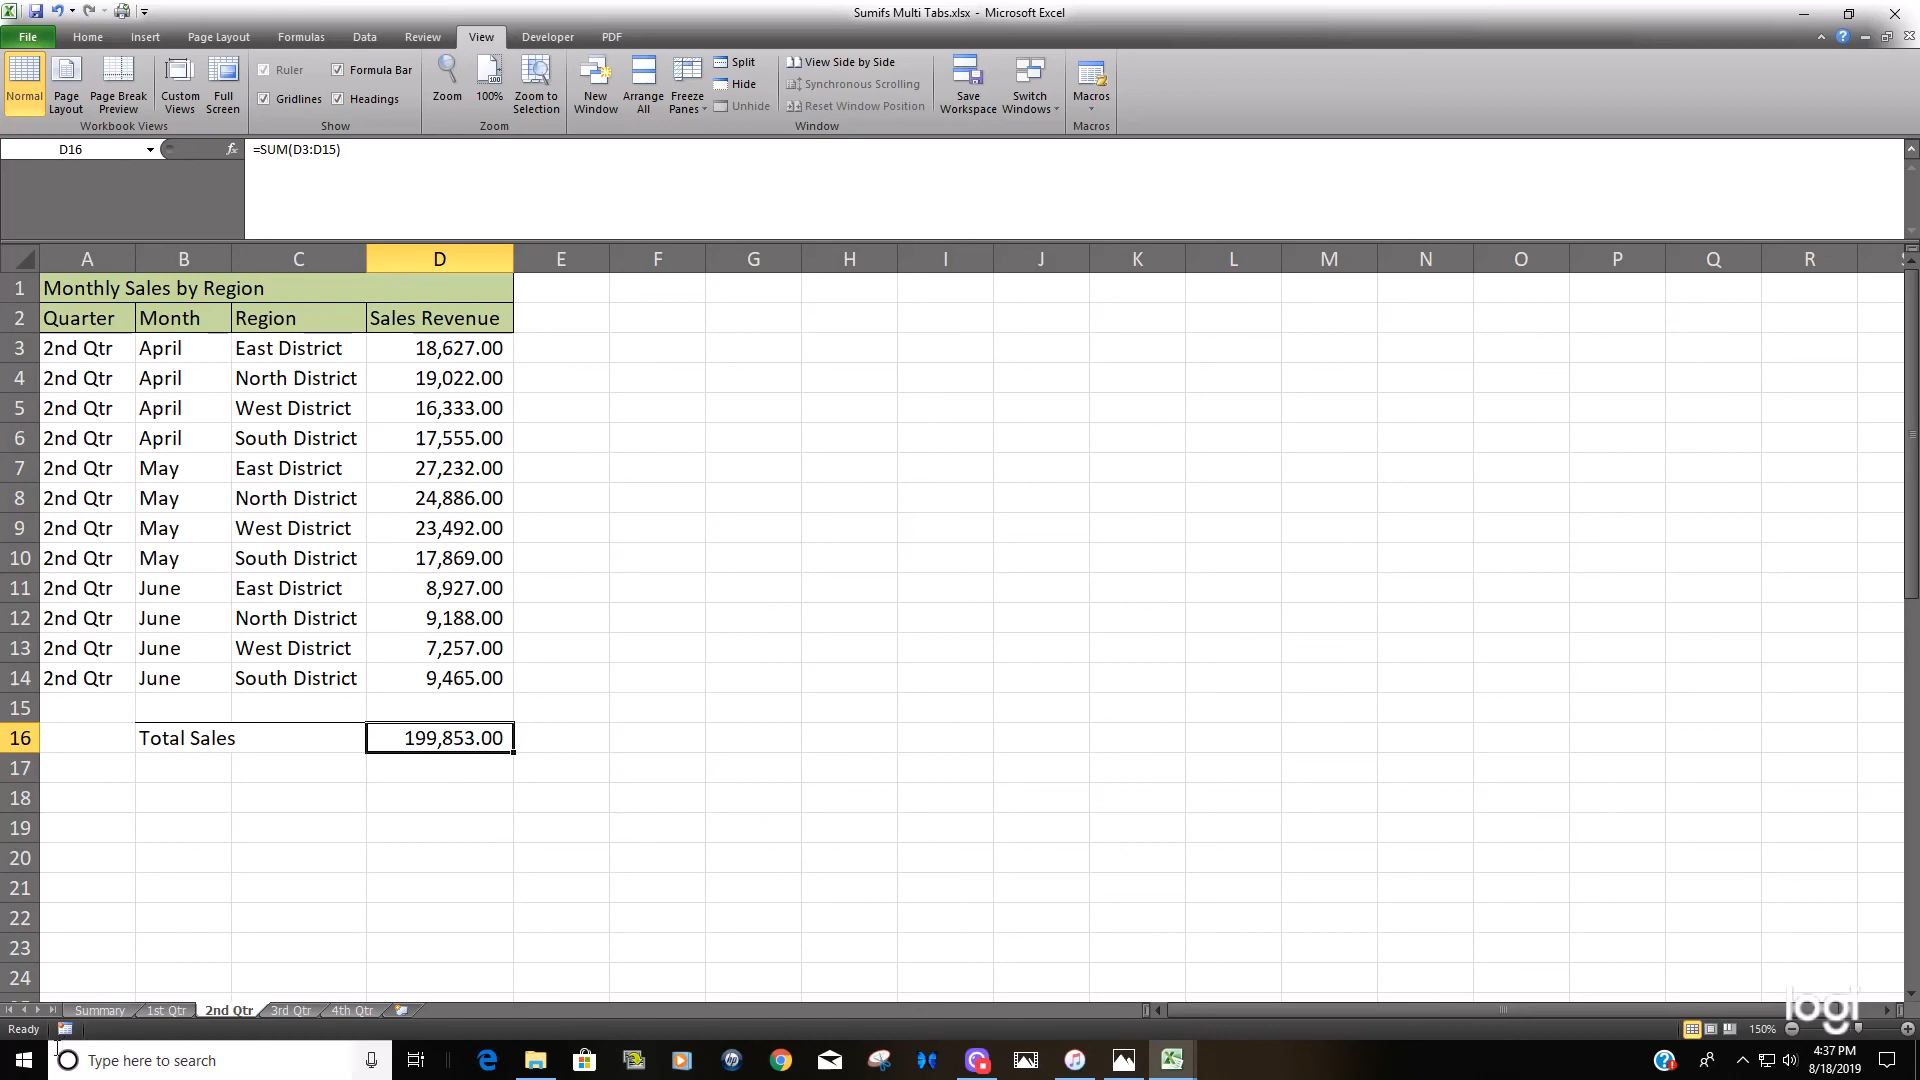 Sumifs Multi Tabs.xlsx - Microsoft Excel
File Home Insert Page Layout Formulas Data Review View Developer PDF
Normal Page Layout Page Break Preview Custom Views Full Screen
Workbook Views
Ruler Formula Bar
Gridlines Headings
Show
Zoom 100% Zoom to Selection
Zoom
New Window Arrange All Freeze Panes
Split
Hide
Unhide
View Side by Side
Synchronous Scrolling
Reset Window Position
Window
Save Workspace Switch Windows
Macros
Macros
D16 fx =SUM(D3:D15)
A B C D E F G H I J K L M N O P Q R
1 Monthly Sales by Region
2 Quarter Month Region Sales Revenue
3 2nd Qtr April East District 18,627.00
4 2nd Qtr April North District 19,022.00
5 2nd Qtr April West District 16,333.00
6 2nd Qtr April South District 17,555.00
7 2nd Qtr May East District 27,232.00
8 2nd Qtr May North District 24,886.00
9 2nd Qtr May West District 23,492.00
10 2nd Qtr May South District 17,869.00
11 2nd Qtr June East District 8,927.00
12 2nd Qtr June North District 9,188.00
13 2nd Qtr June West District 7,257.00
14 2nd Qtr June South District 9,465.00
15
16 Total Sales 199,853.00
17
18
19
20
21
22
23
24
Summary 1st Qtr 2nd Qtr 3rd Qtr 4th Qtr
logi
Ready 150%
Type here to search
4:37 PM
8/18/2019